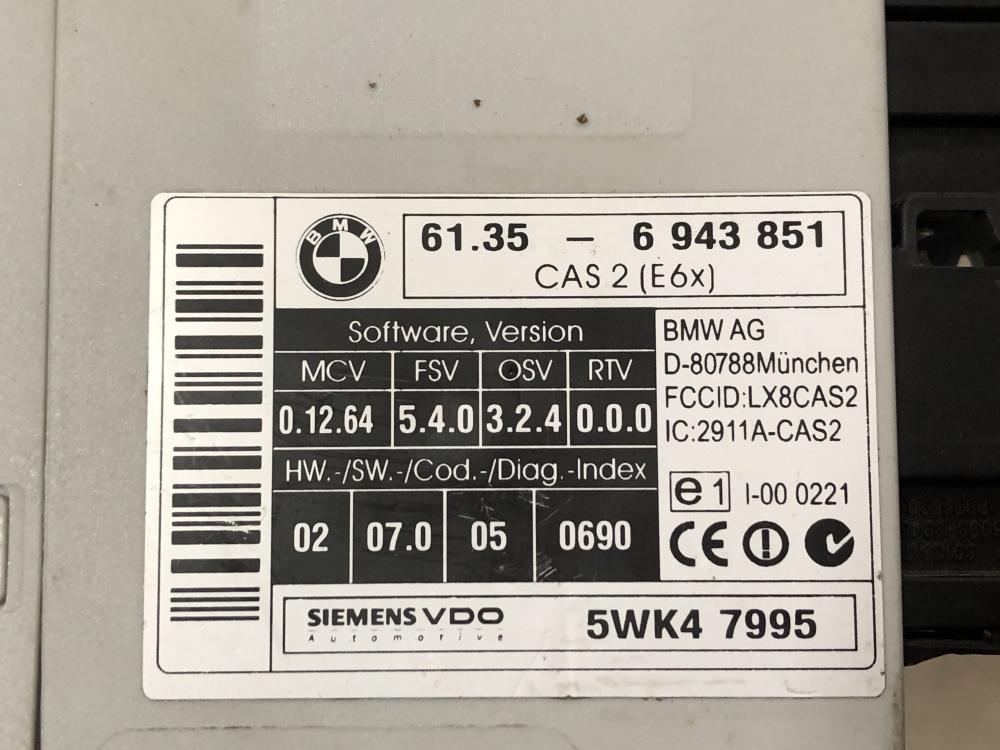 BMW
61.35 – 6 943 851
CAS 2 (E6x)
Software, Version
MCV FSV OSV RTV
0.12.64 5.4.0 3.2.4 0.0.0
HW.-/SW.-/Cod.-/Diag.-Index
02 07.0 05 0690
BMW AG
D-80788München
FCCID:LX8CAS2
IC:2911A-CAS2
e1 I-00 0221
CE
SIEMENS VDO
Automotive
5WK4 7995